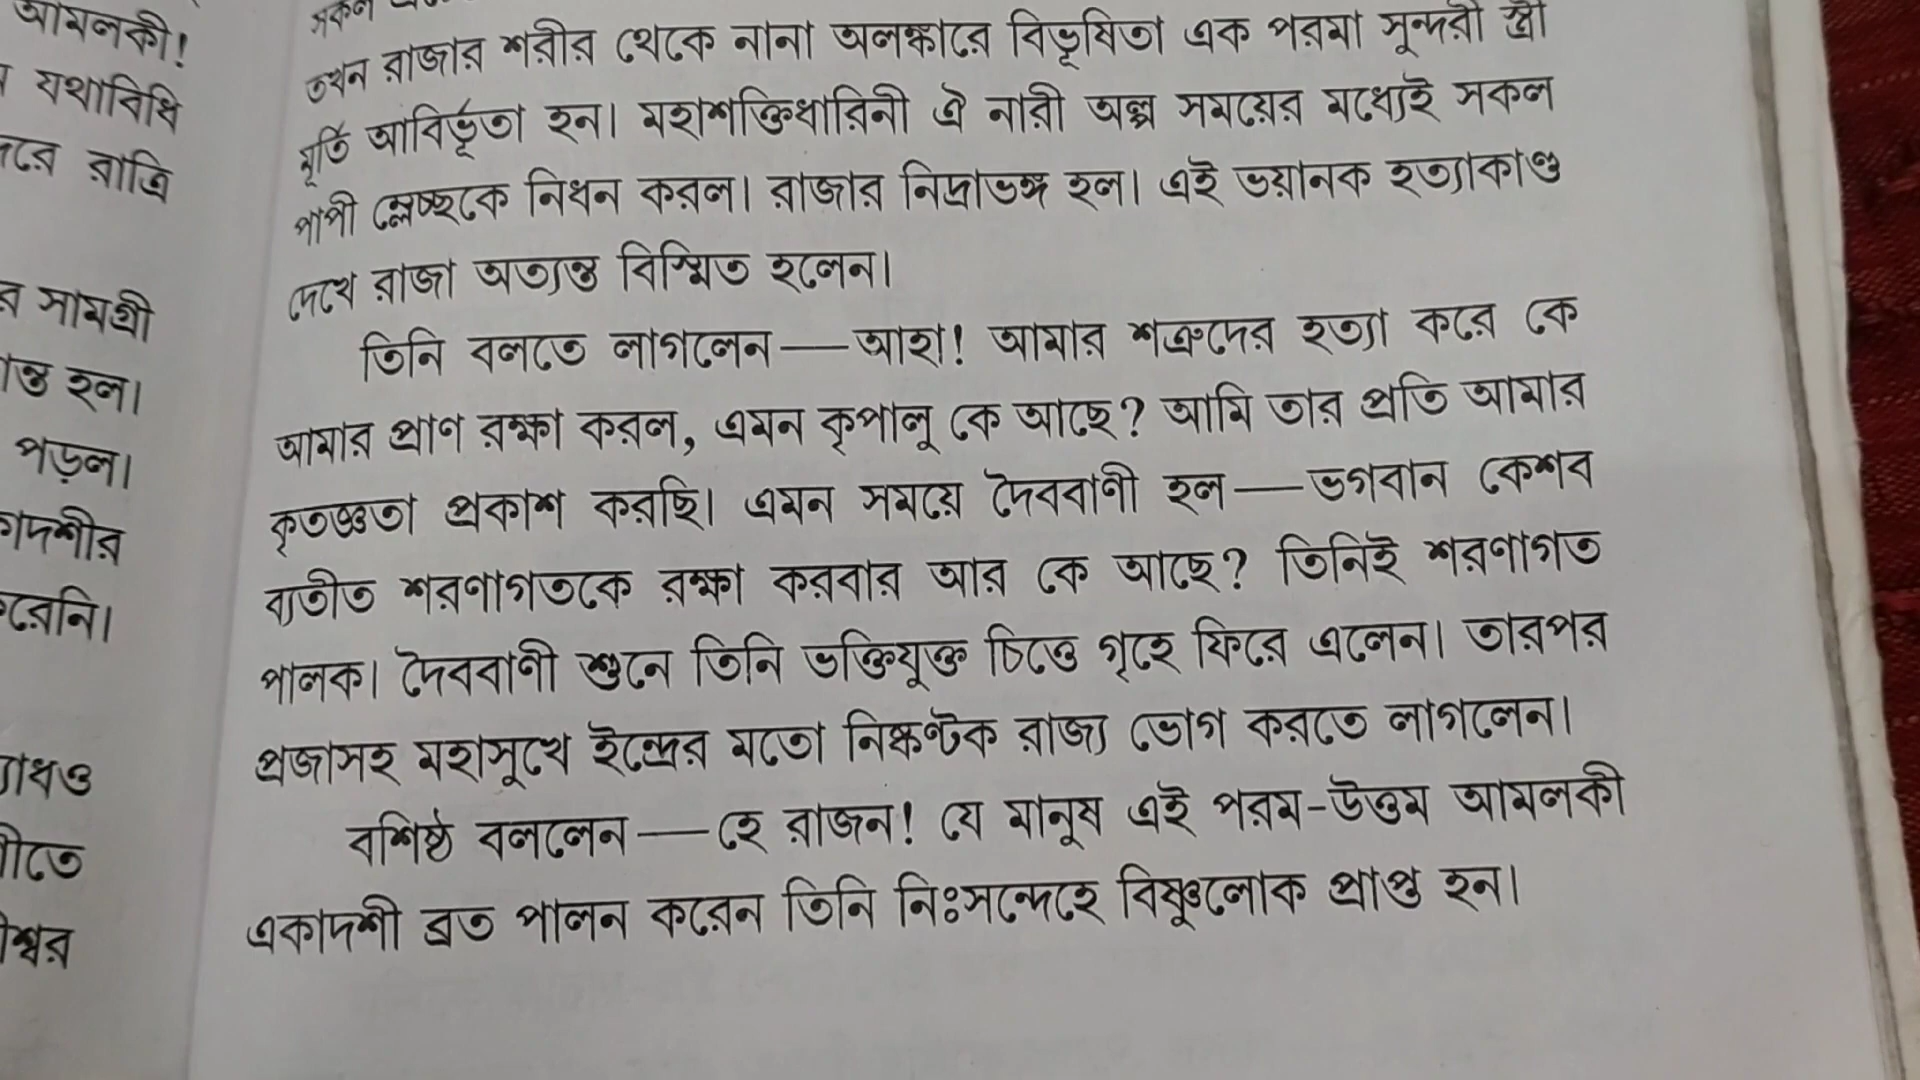 আমলকী!
যথাবিধি
রাত্রি
সামগ্রী
হল।
পড়ল।
সকল
তখন রাজার শরীর থেকে নানা অলঙ্কারে বিভূষিতা এক পরমা সুন্দরী স্ত্রী
মূর্তি আবির্ভূতা হন। মহাশক্তিধারিনী ঐ নারী অল্প সময়ের মধ্যেই সকল
পাপী ম্লেচ্ছকে নিধন করল। রাজার নিদ্রাভঙ্গ হল। এই ভয়ানক হত্যাকাণ্ড
দেখে রাজা অত্যন্ত বিস্মিত হলেন।
তিনি বলতে লাগলেন—আহা! আমার শত্রুদের হত্যা করে কে
আমার প্রাণ রক্ষা করল, এমন কৃপালু কে আছে? আমি তার প্রতি আমার
কৃতজ্ঞতা প্রকাশ করছি। এমন সময়ে দৈববাণী হল—ভগবান কেশব
ব্যতীত শরণাগতকে রক্ষা করবার আর কে আছে? তিনিই শরণাগত
পালক। দৈববাণী শুনে তিনি ভক্তিযুক্ত চিত্তে গৃহে ফিরে এলেন। তারপর
প্রজাসহ মহাসুখে ইন্দ্রের মতো নিষ্কণ্টক রাজ্য ভোগ করতে লাগলেন।
বশিষ্ঠ বললেন—হে রাজন! যে মানুষ এই পরম-উত্তম আমলকী
একাদশী ব্রত পালন করেন তিনি নিঃসন্দেহে বিষ্ণুলোক প্রাপ্ত হন।